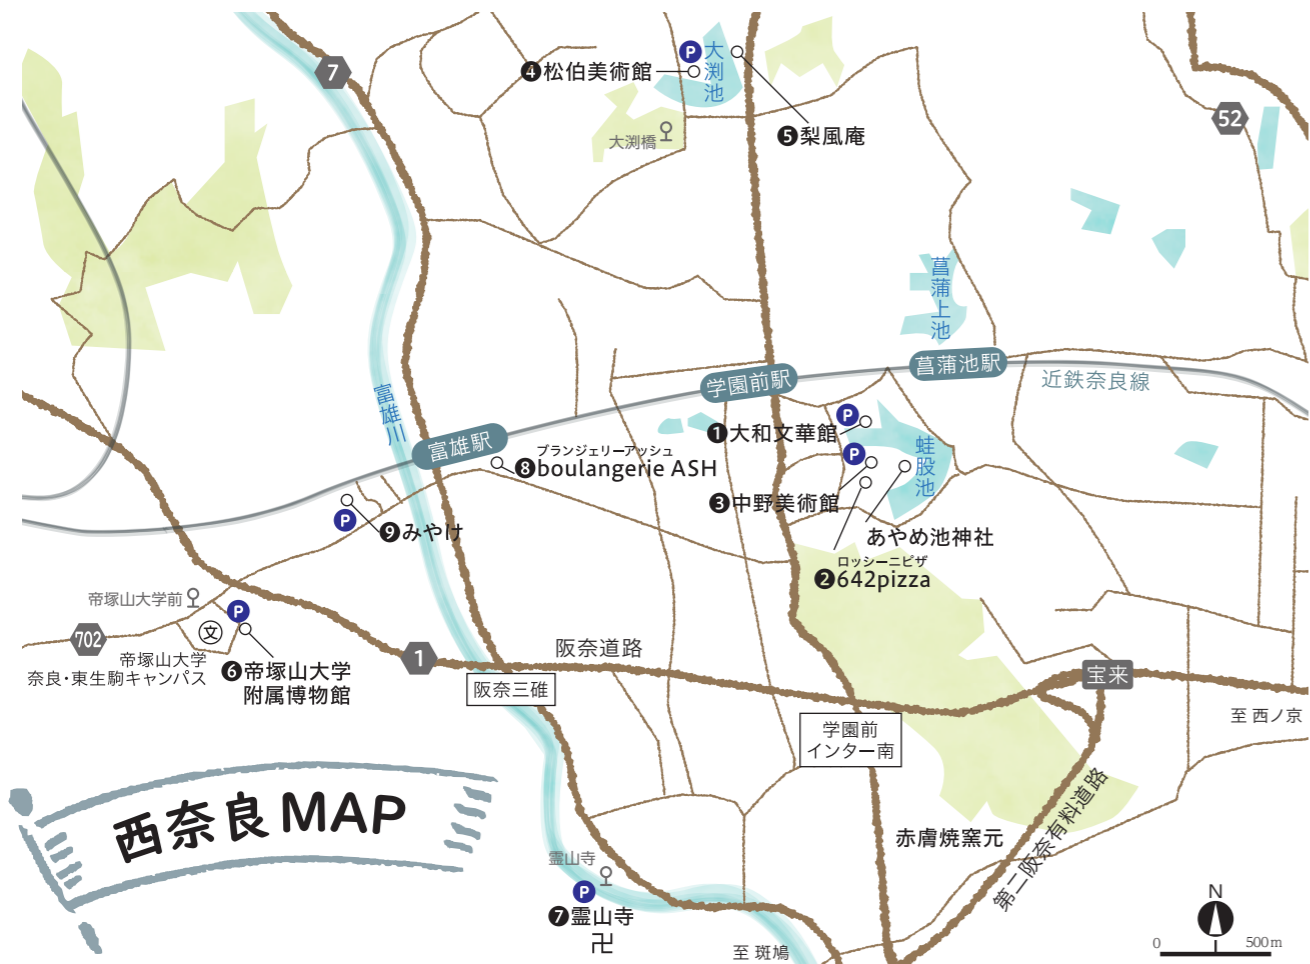 7
P
大渕池
❹松伯美術館
大渕橋
❺梨風庵
52
菖蒲上池
学園前駅
菖蒲池駅
近鉄奈良線
富雄川
富雄駅
P
❶大和文華館
P
蛙股池
ブランジェリーアッシュ
❽boulangerie ASH
❸中野美術館
あやめ池神社
P
❾みやけ
ロッシーニピザ
❷642pizza
帝塚山大学前
P
702
文
帝塚山大学
奈良・東生駒キャンパス
❻帝塚山大学
附属博物館
1
阪奈道路
阪奈三碓
宝来
至 西ノ京
学園前
インター南
西奈良MAP
赤膚焼窯元
第二阪奈有料道路
霊山寺
P
❼霊山寺
卍
至 斑鳩
N
0 500m